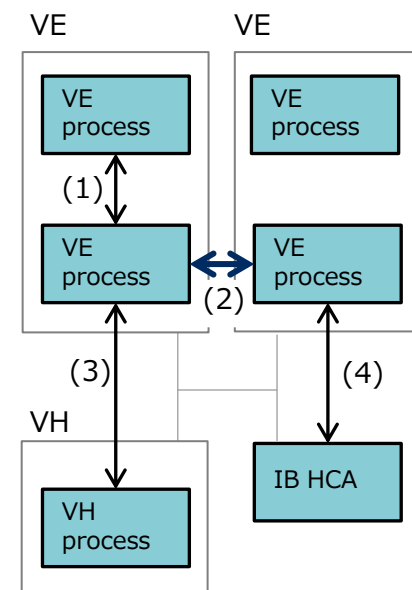 VE
VE
VE
process
VE
process
(1)
VE
process
VE
process
(2)
(3)
(4)
VH
IB HCA
VH
process